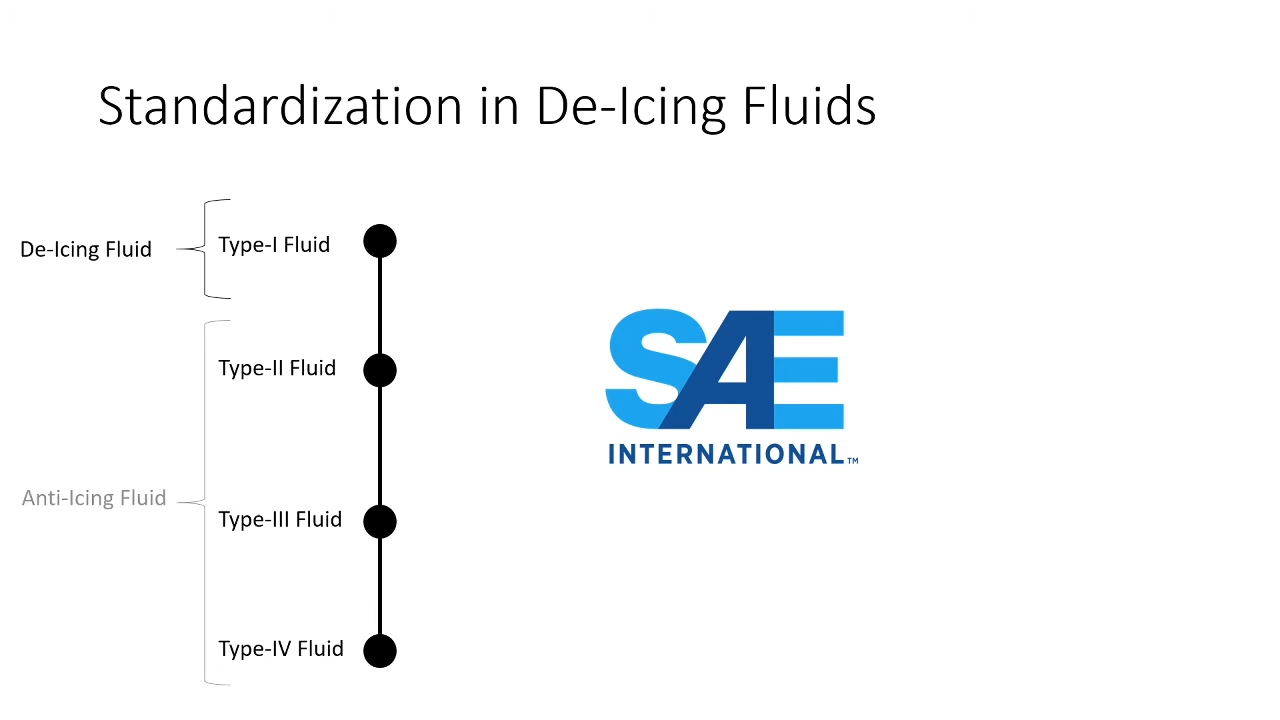 Standardization in De-Icing Fluids
De-Icing Fluid
Type-I Fluid
Type-II Fluid
Anti-Icing Fluid
Type-III Fluid
Type-IV Fluid
SAE
INTERNATIONAL™